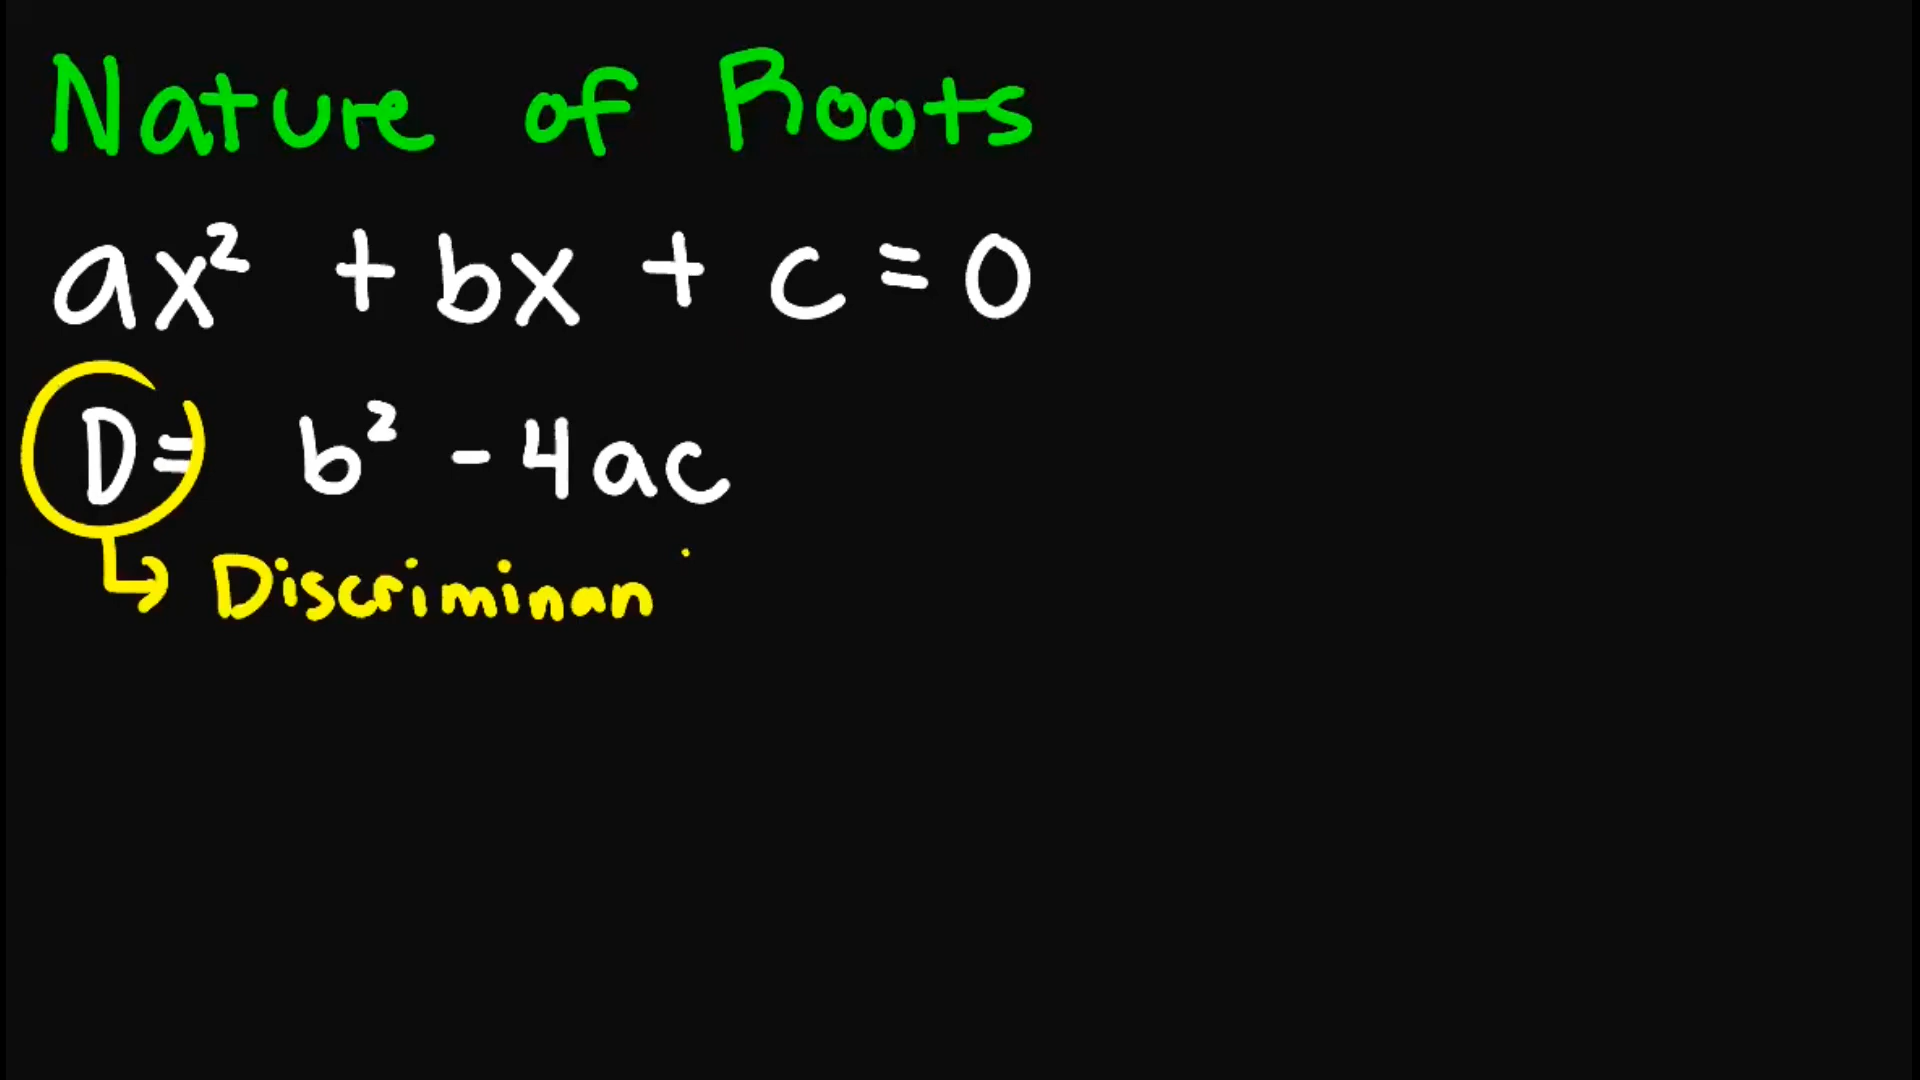 Nature of Roots
ax² + bx + c = 0
D = b² - 4ac
↳ Discriminan